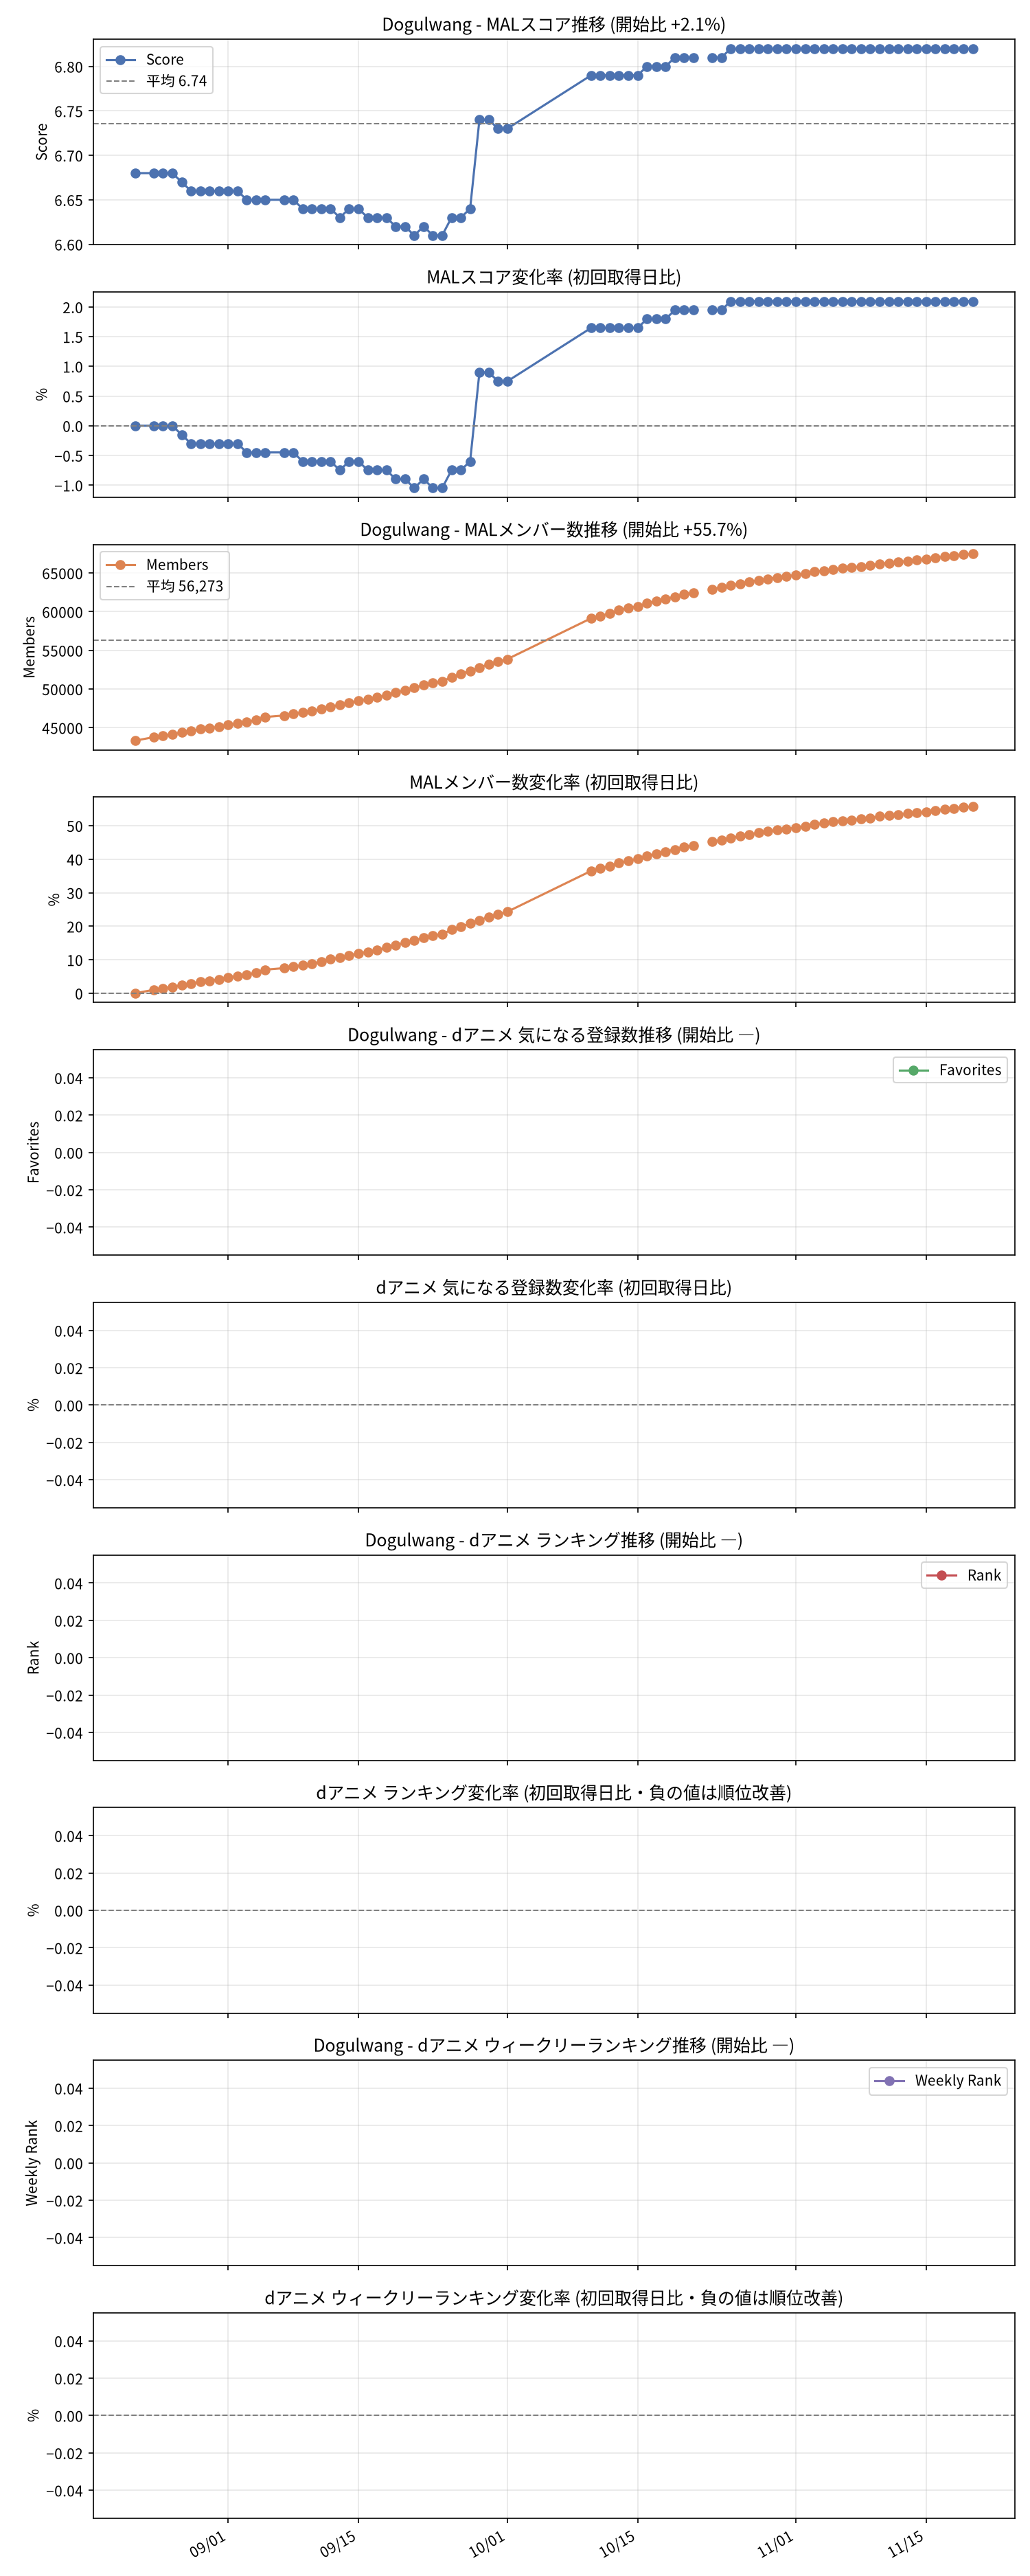 Dogulwang - MALスコア推移 (開始比 +2.1%)
Score
平均 6.74
Score
6.80
6.75
6.70
6.65
6.60
MALスコア変化率 (初回取得日比)
%
2.0
1.5
1.0
0.5
0.0
−0.5
−1.0
Dogulwang - MALメンバー数推移 (開始比 +55.7%)
Members
平均 56,273
Members
65000
60000
55000
50000
45000
MALメンバー数変化率 (初回取得日比)
%
50
40
30
20
10
0
Dogulwang - dアニメ 気になる登録数推移 (開始比 —)
Favorites
Favorites
0.04
0.02
0.00
−0.02
−0.04
dアニメ 気になる登録数変化率 (初回取得日比)
%
0.04
0.02
0.00
−0.02
−0.04
Dogulwang - dアニメ ランキング推移 (開始比 —)
Rank
Rank
0.04
0.02
0.00
−0.02
−0.04
dアニメ ランキング変化率 (初回取得日比・負の値は順位改善)
%
0.04
0.02
0.00
−0.02
−0.04
Dogulwang - dアニメ ウィークリーランキング推移 (開始比 —)
Weekly Rank
Weekly Rank
0.04
0.02
0.00
−0.02
−0.04
dアニメ ウィークリーランキング変化率 (初回取得日比・負の値は順位改善)
%
0.04
0.02
0.00
−0.02
−0.04
09/01
09/15
10/01
10/15
11/01
11/15